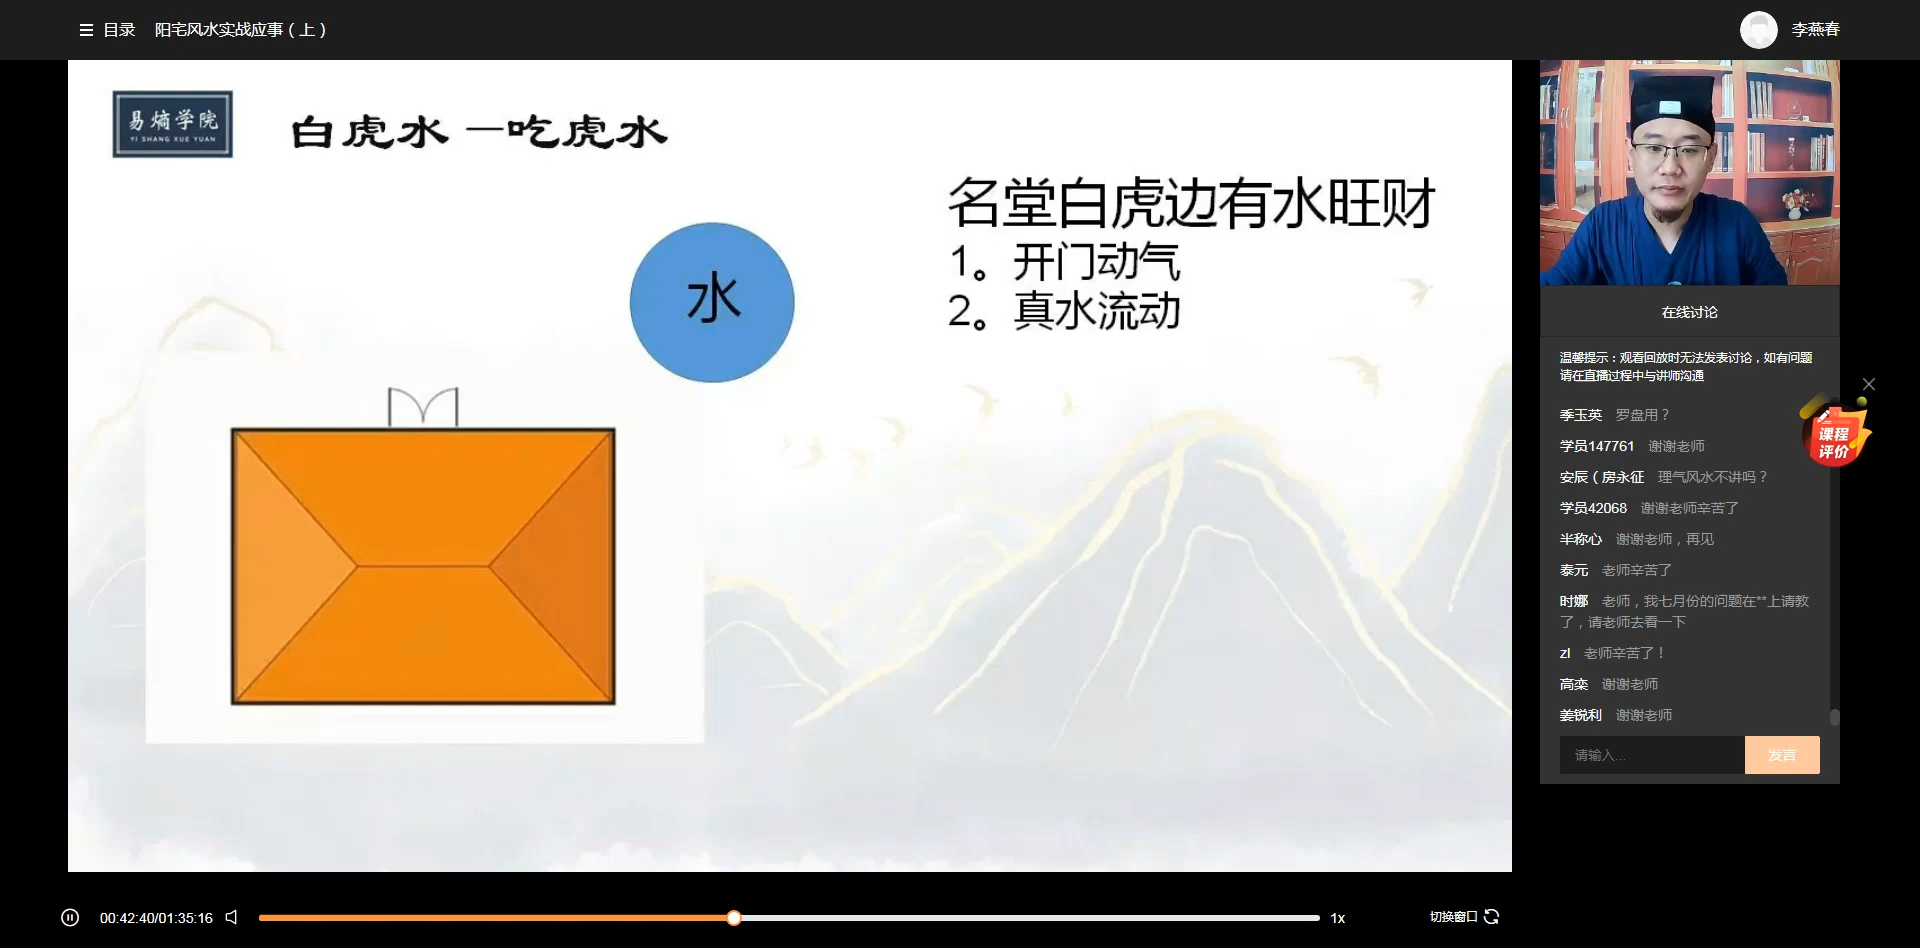 目录 阳宅风水实战应事（上）
李燕春
易熵学院
YI SHANG XUE YUAN
白虎水 一吃虎水
名堂白虎边有水旺财
1。开门动气
2。真水流动
水
在线讨论
温馨提示：观看回放时无法发表讨论，如有问题
请在直播过程中与讲师沟通
季玉英 罗盘用？
学员147761 谢谢老师
安辰（房永征 理气风水不讲吗？
学员42068 谢谢老师辛苦了
半称心 谢谢老师，再见
泰元 老师辛苦了
时娜 老师，我七月份的问题在**上请教
了，请老师去看一下
zl 老师辛苦了！
高栾 谢谢老师
姜锐利 谢谢老师
课程
评价
请输入... 发言
00:42:40/01:35:16 1x 切换窗口